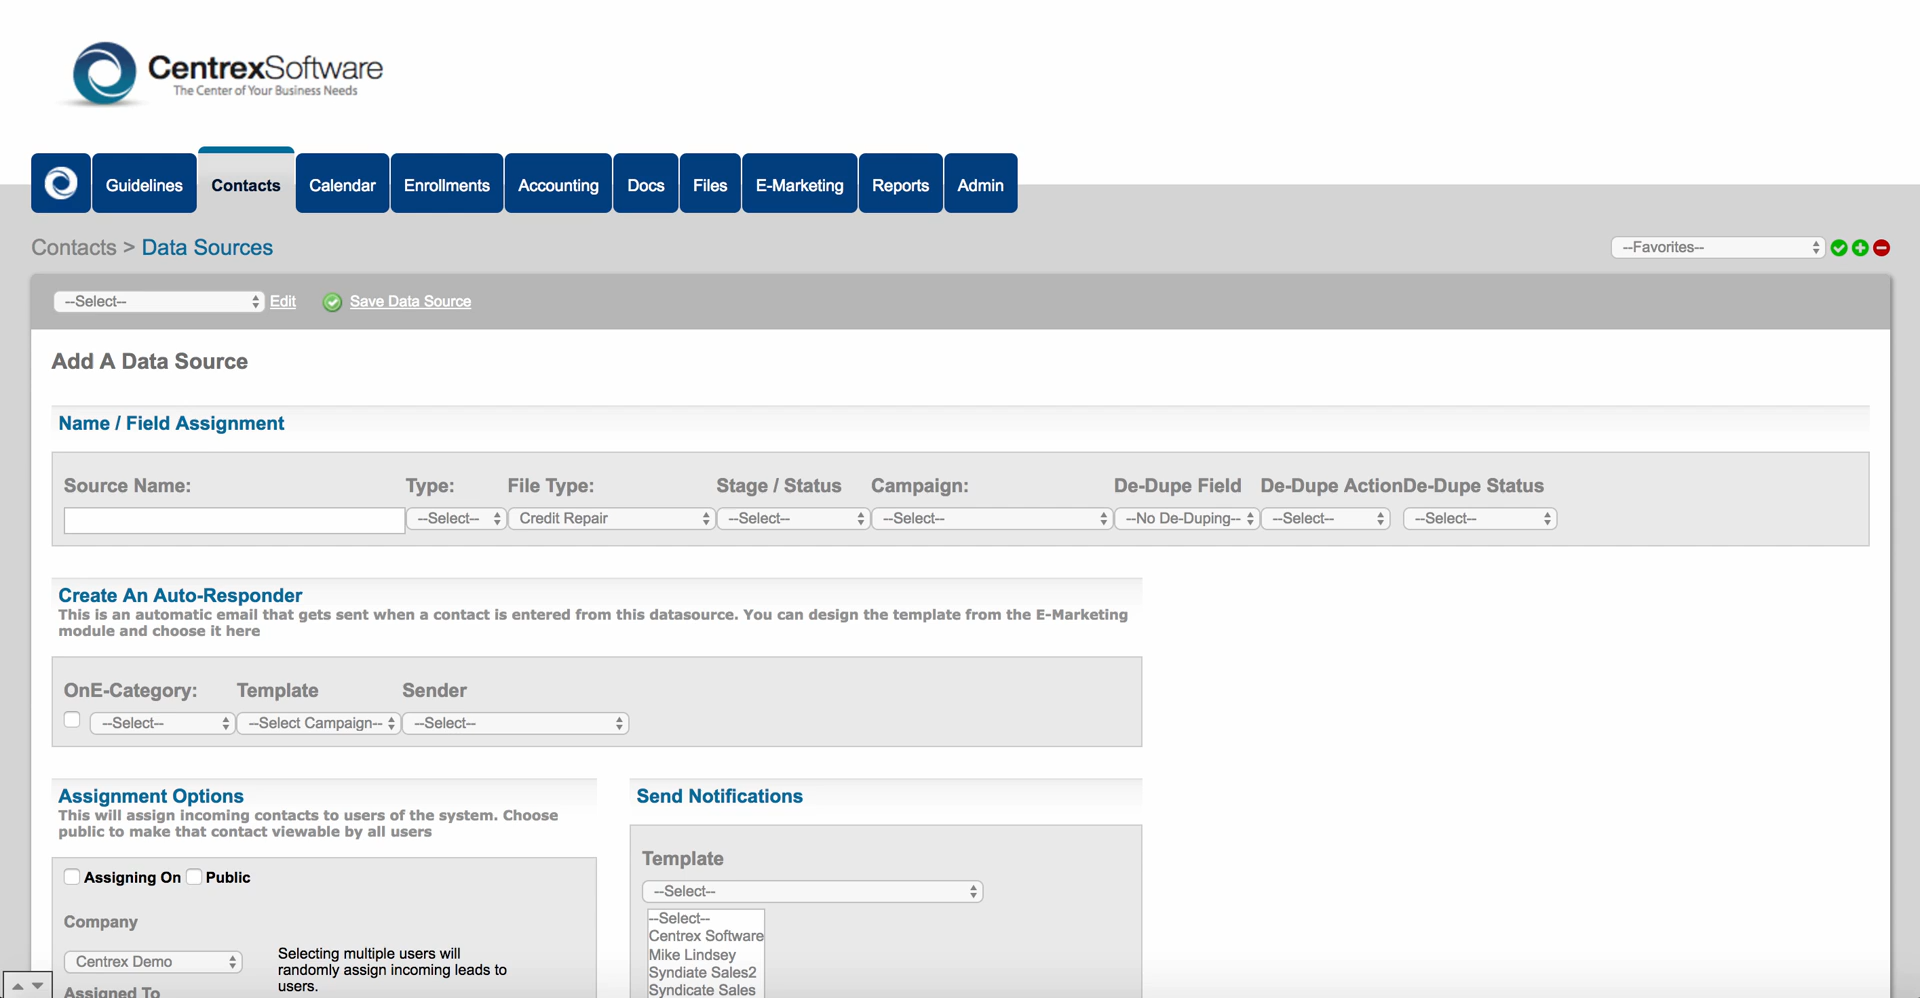 CentrexSoftware
The Center of Your Business Needs
Guidelines Contacts Calendar Enrollments Accounting Docs Files E-Marketing Reports Admin
Contacts > Data Sources --Favorites--
--Select-- Edit Save Data Source
Add A Data Source
Name / Field Assignment
Source Name: Type: File Type: Stage / Status Campaign: De-Dupe Field De-Dupe Action De-Dupe Status
--Select-- Credit Repair --Select-- --Select-- --No De-Duping-- --Select-- --Select--
Create An Auto-Responder
This is an automatic email that gets sent when a contact is entered from this datasource. You can design the template from the E-Marketing
module and choose it here
On E-Category: Template Sender
--Select-- --Select Campaign-- --Select--
Assignment Options
This will assign incoming contacts to users of the system. Choose
public to make that contact viewable by all users
Assigning On Public
Company
Centrex Demo
Selecting multiple users will
randomly assign incoming leads to
users.
Assigned To
Send Notifications
Template
--Select--
--Select--
Centrex Software
Mike Lindsey
Syndiate Sales2
Syndicate Sales